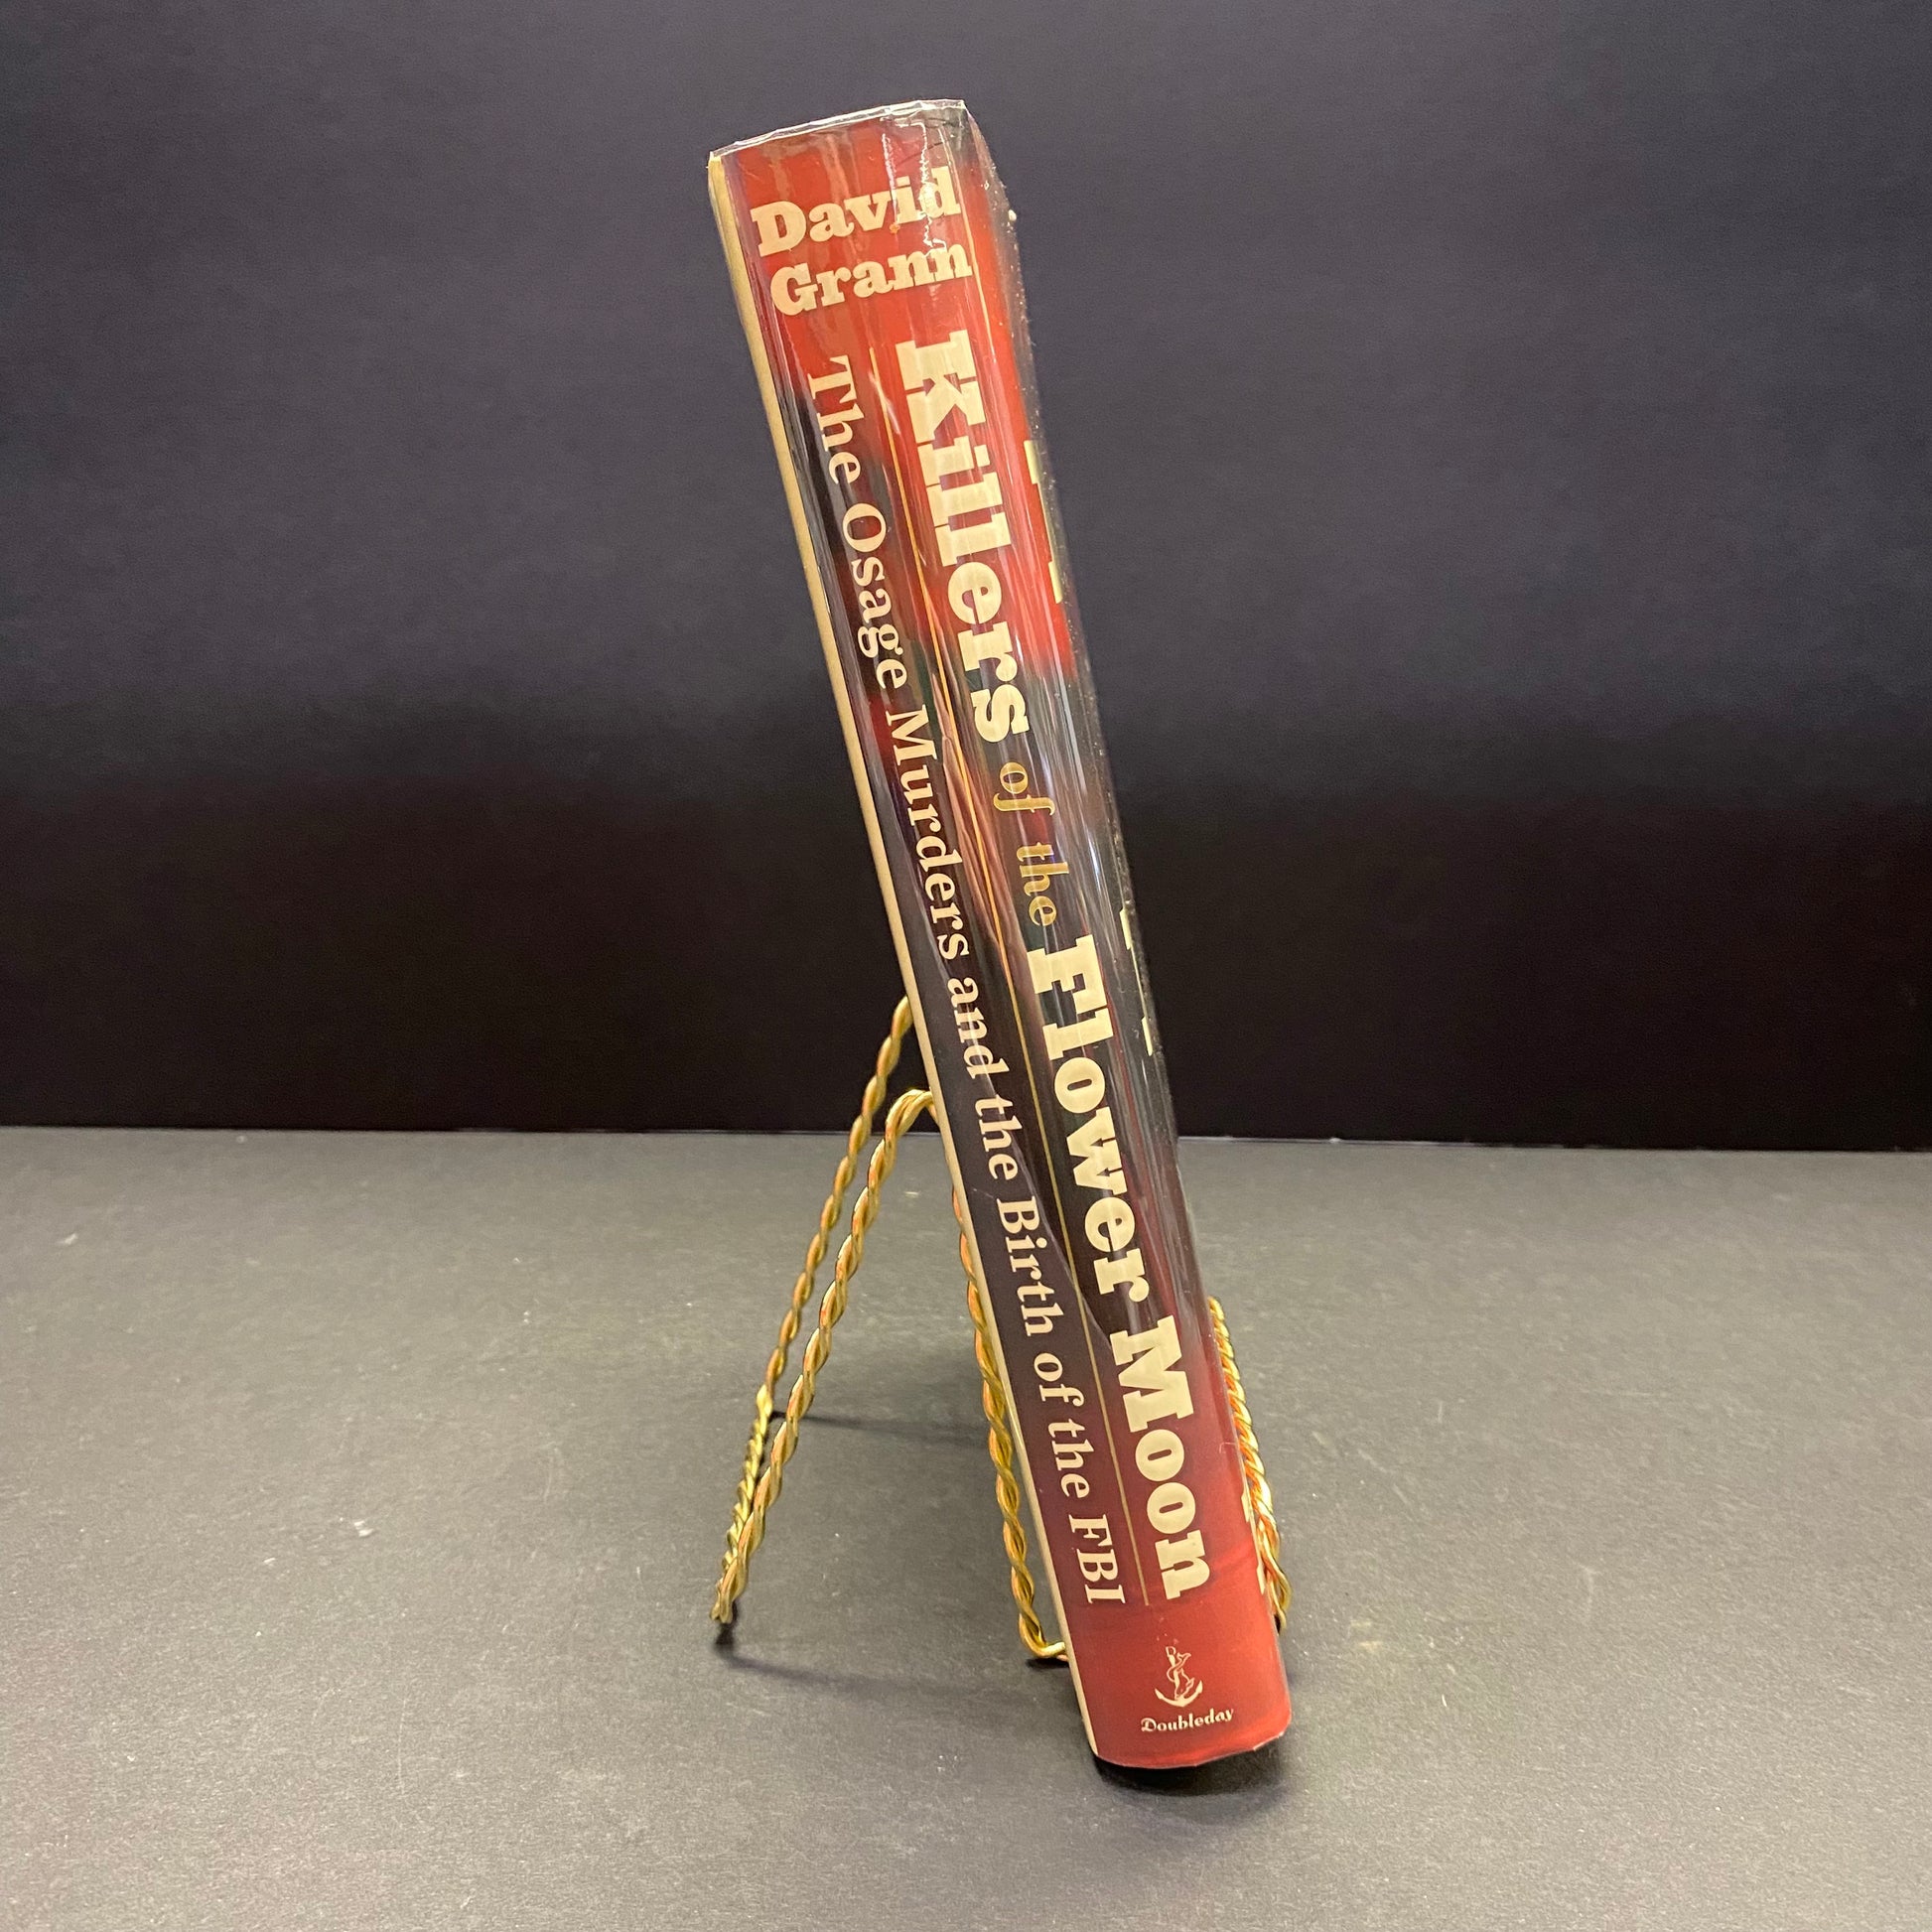 David
Grann
Killers of the Flower Moon
The Osage Murders and the Birth of the FBI
Doubleday